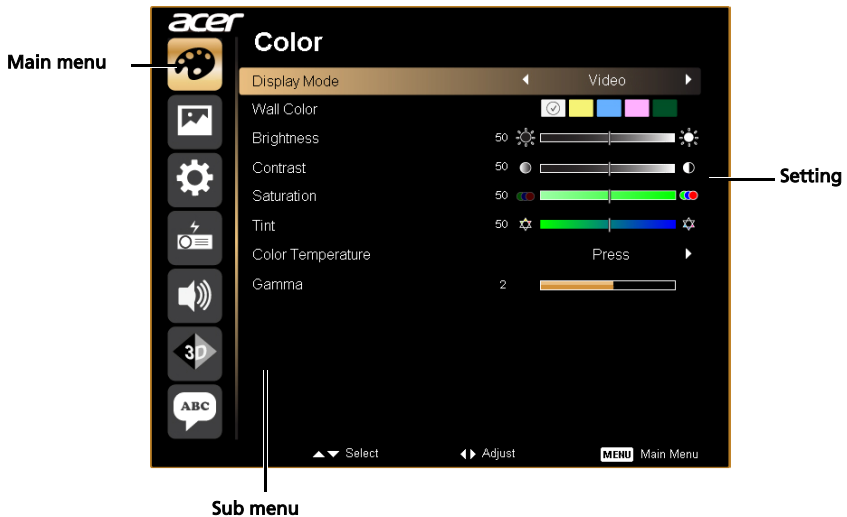 acer
Color
Main menu
Display Mode Video
Wall Color
Brightness 50
Contrast 50
Setting
Saturation 50
Tint 50
Color Temperature Press
Gamma 2
3D
ABC
Select Adjust MENU Main Menu
Sub menu